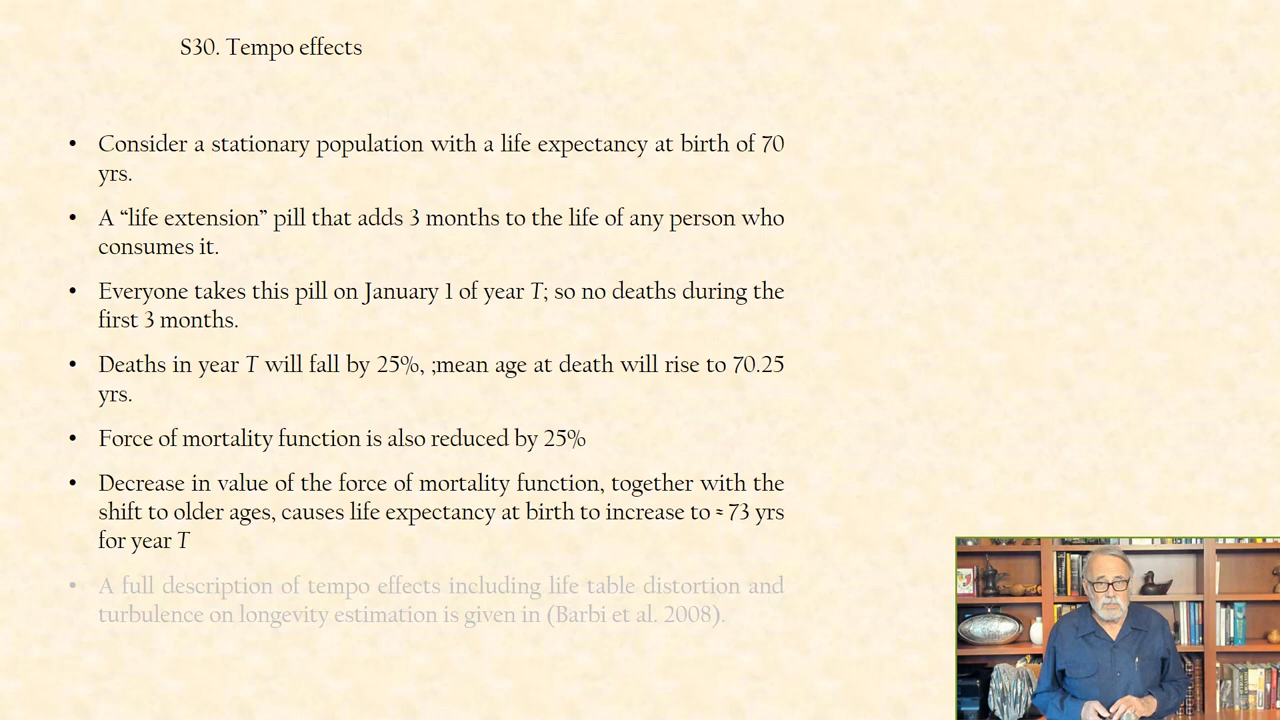 S30. Tempo effects
• Consider a stationary population with a life expectancy at birth of 70
yrs.
• A “life extension” pill that adds 3 months to the life of any person who
consumes it.
• Everyone takes this pill on January 1 of year T; so no deaths during the
first 3 months.
• Deaths in year T will fall by 25%, ;mean age at death will rise to 70.25
yrs.
• Force of mortality function is also reduced by 25%
• Decrease in value of the force of mortality function, together with the
shift to older ages, causes life expectancy at birth to increase to ≈ 73 yrs
for year T
• A full description of tempo effects including life table distortion and
turbulence on longevity estimation is given in (Barbi et al. 2008).